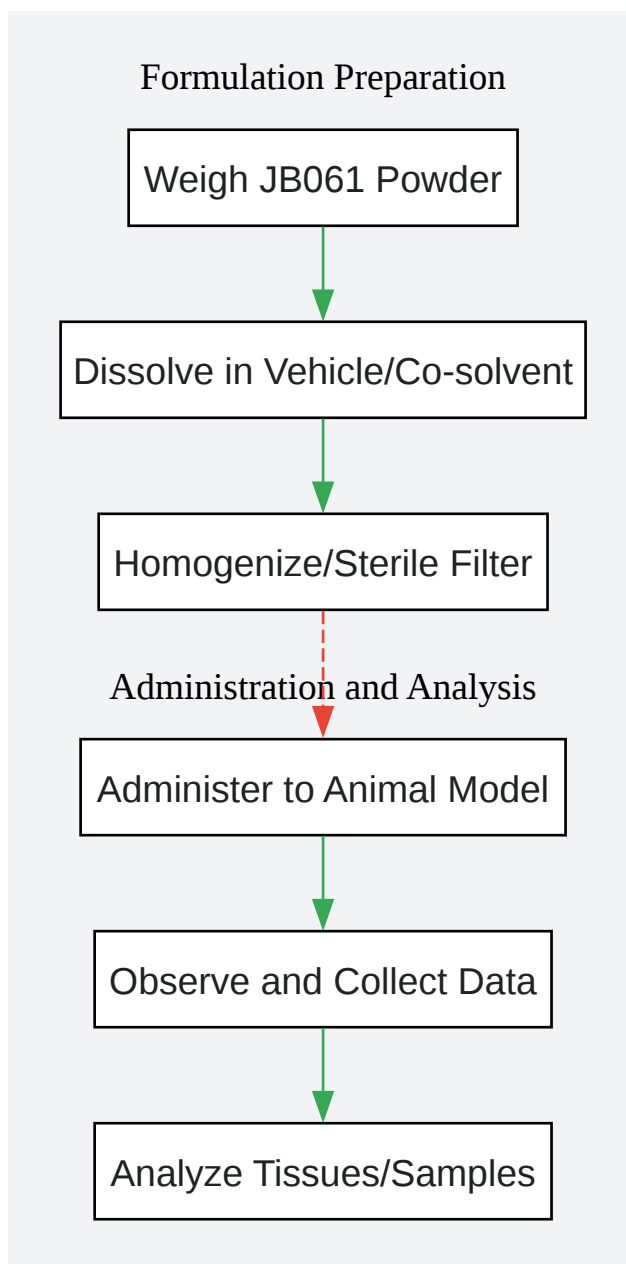 Formulation Preparation
Weigh JB061 Powder
Dissolve in Vehicle/Co-solvent
Homogenize/Sterile Filter
Administration and Analysis
Administer to Animal Model
Observe and Collect Data
Analyze Tissues/Samples